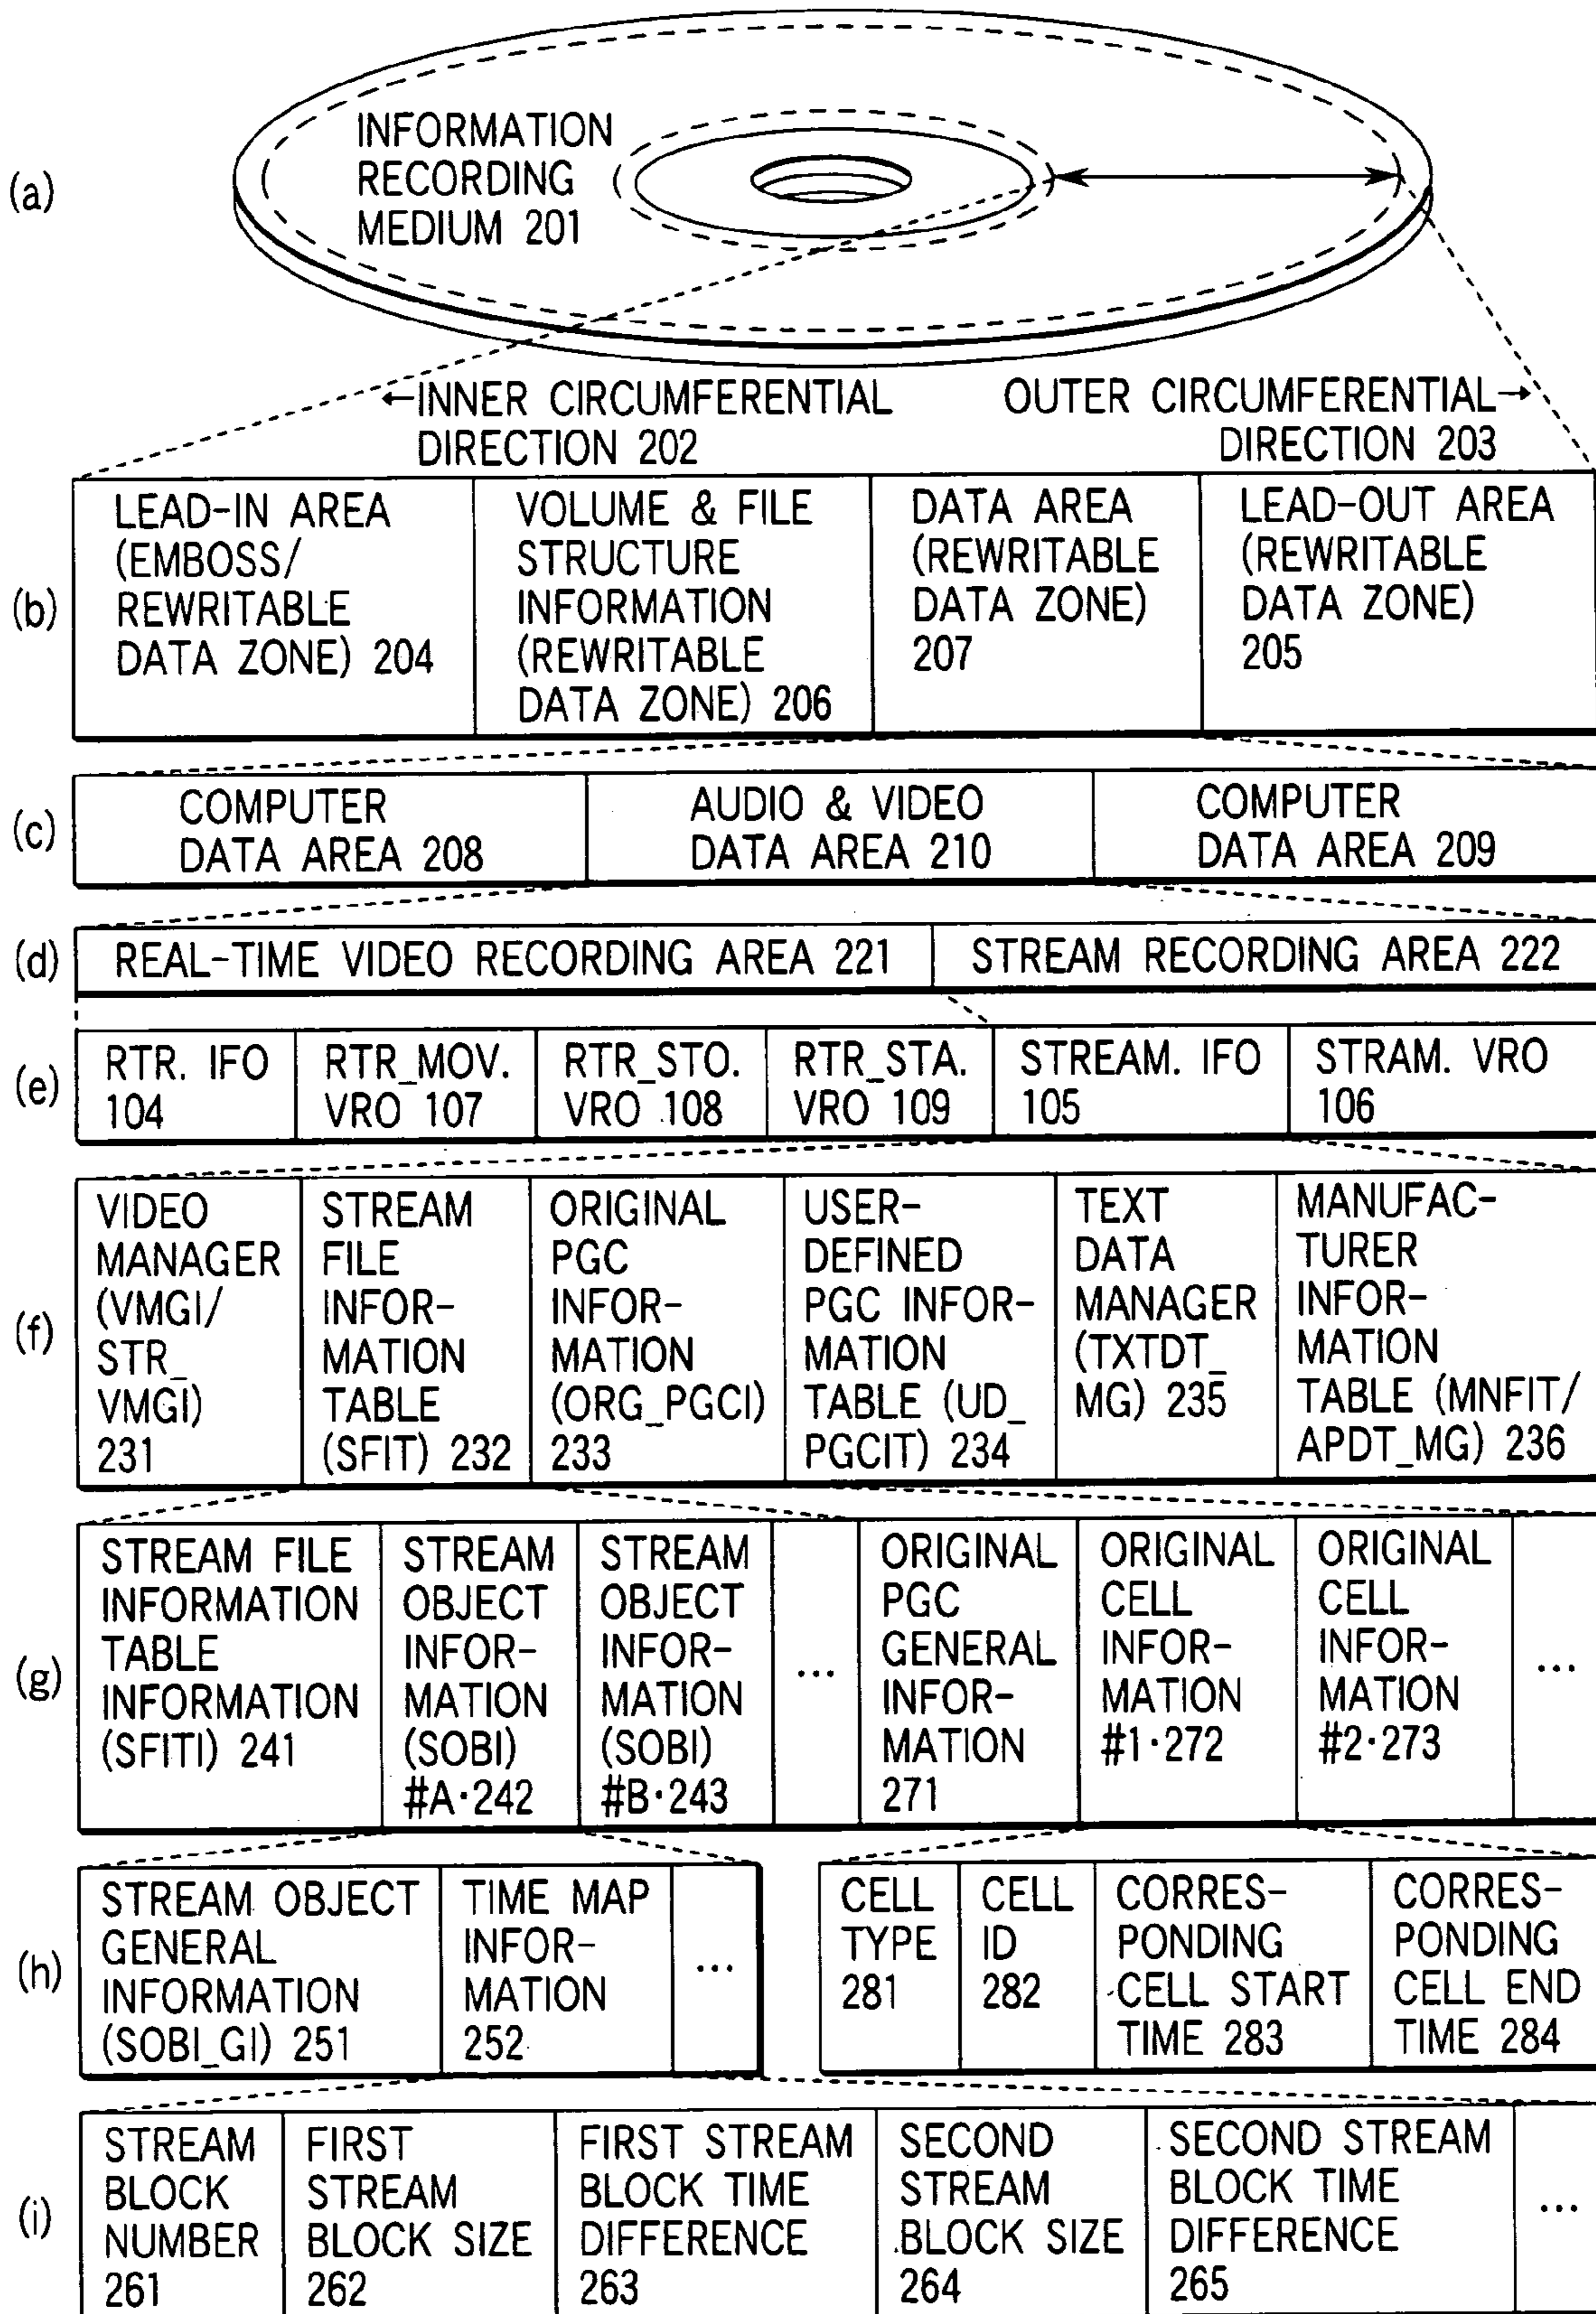 (a)
INFORMATION
RECORDING
MEDIUM 201
←INNER CIRCUMFERENTIAL
DIRECTION 202
OUTER CIRCUMFERENTIAL→
DIRECTION 203
(b)
LEAD-IN AREA
(EMBOSS/
REWRITABLE
DATA ZONE) 204
VOLUME & FILE
STRUCTURE
INFORMATION
(REWRITABLE
DATA ZONE) 206
DATA AREA
(REWRITABLE
DATA ZONE)
207
LEAD-OUT AREA
(REWRITABLE
DATA ZONE)
205
(c)
COMPUTER
DATA AREA 208
AUDIO & VIDEO
DATA AREA 210
COMPUTER
DATA AREA 209
(d)
REAL-TIME VIDEO RECORDING AREA 221
STREAM RECORDING AREA 222
(e)
RTR. IFO
104
RTR_MOV.
VRO 107
RTR_STO.
VRO 108
RTR_STA.
VRO 109
STREAM. IFO
105
STRAM. VRO
106
(f)
VIDEO
MANAGER
(VMGI/
STR_
VMGI)
231
STREAM
FILE
INFOR-
MATION
TABLE
(SFIT) 232
ORIGINAL
PGC
INFOR-
MATION
(ORG_PGCI)
233
USER-
DEFINED
PGC INFOR-
MATION
TABLE (UD_
PGCIT) 234
TEXT
DATA
MANAGER
(TXTDT_
MG) 235
MANUFAC-
TURER
INFOR-
MATION
TABLE (MNFIT/
APDT_MG) 236
(g)
STREAM FILE
INFORMATION
TABLE
INFORMATION
(SFITI) 241
STREAM
OBJECT
INFOR-
MATION
(SOBI)
#A·242
STREAM
OBJECT
INFOR-
MATION
(SOBI)
#B·243
...
ORIGINAL
PGC
GENERAL
INFOR-
MATION
271
ORIGINAL
CELL
INFOR-
MATION
#1·272
ORIGINAL
CELL
INFOR-
MATION
#2·273
...
(h)
STREAM OBJECT
GENERAL
INFORMATION
(SOBI_GI) 251
TIME MAP
INFOR-
MATION
252
...
CELL
TYPE
281
CELL
ID
282
CORRES-
PONDING
CELL START
TIME 283
CORRES-
PONDING
CELL END
TIME 284
(i)
STREAM
BLOCK
NUMBER
261
FIRST
STREAM
BLOCK SIZE
262
FIRST STREAM
BLOCK TIME
DIFFERENCE
263
SECOND
STREAM
BLOCK SIZE
264
SECOND STREAM
BLOCK TIME
DIFFERENCE
265
...